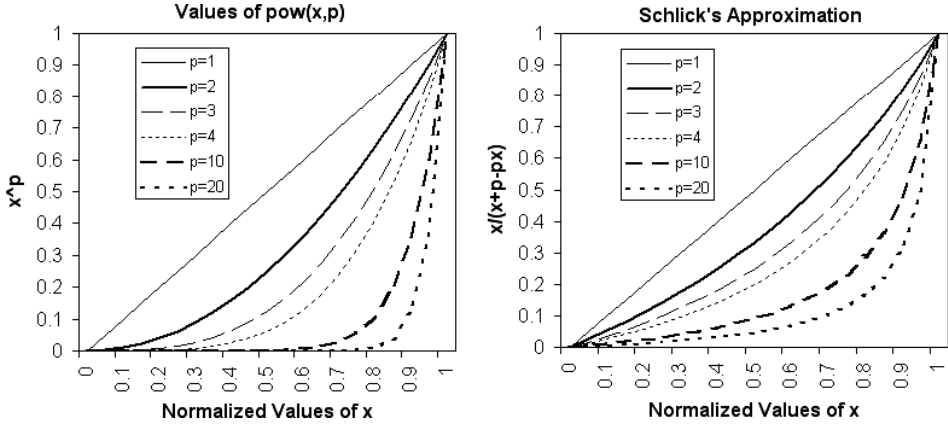 Values of pow(x,p)
x^p
1
0.9
0.8
0.7
0.6
0.5
0.4
0.3
0.2
0.1
0
p=1
p=2
p=3
p=4
p=10
p=20
0
0.1
0.2
0.3
0.4
0.5
0.6
0.7
0.8
0.9
1
Normalized Values of x
Schlick's Approximation
x/(x+p-px)
1
0.9
0.8
0.7
0.6
0.5
0.4
0.3
0.2
0.1
0
p=1
p=2
p=3
p=4
p=10
p=20
0
0.1
0.2
0.3
0.4
0.5
0.6
0.7
0.8
0.9
1
Normalized Values of x